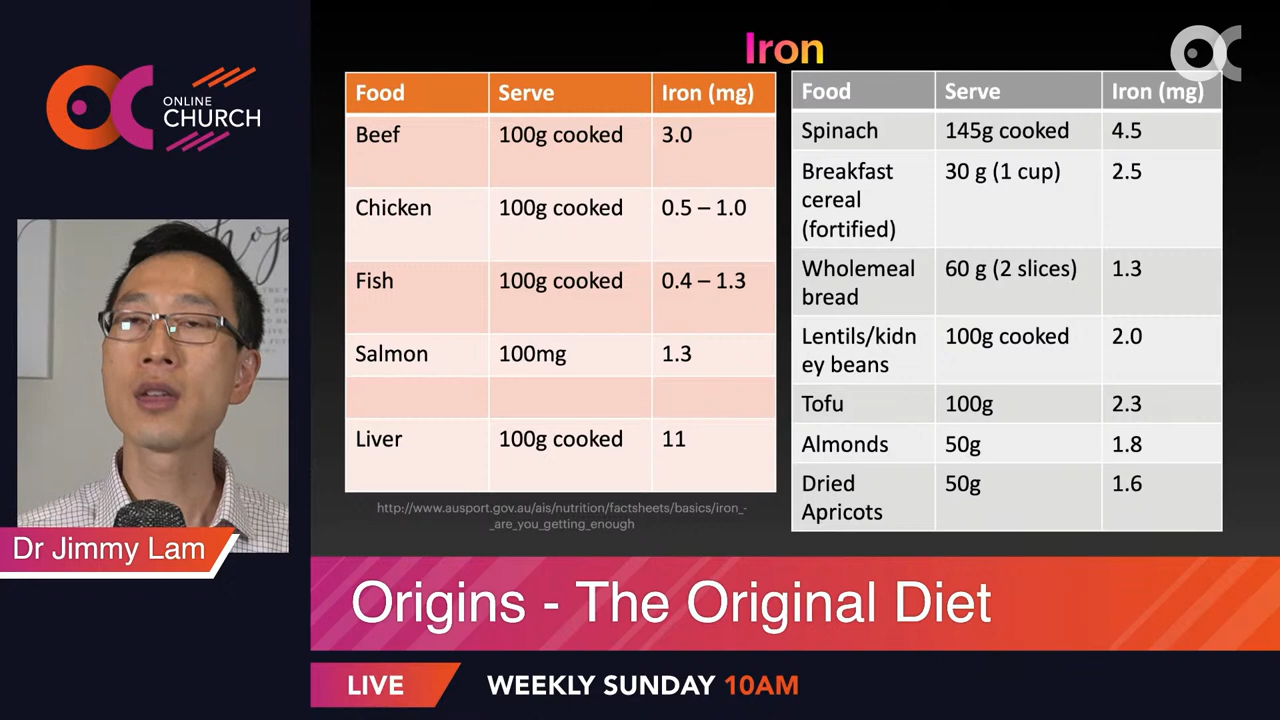 ONLINE
CHURCH
hope
Dr Jimmy Lam
Iron
Food Serve Iron (mg)
Beef 100g cooked 3.0
Chicken 100g cooked 0.5 – 1.0
Fish 100g cooked 0.4 – 1.3
Salmon 100mg 1.3
Liver 100g cooked 11
http://www.ausport.gov.au/ais/nutrition/factsheets/basics/iron_-
_are_you_getting_enough
Food Serve Iron (mg)
Spinach 145g cooked 4.5
Breakfast 30 g (1 cup) 2.5
cereal
(fortified)
Wholemeal 60 g (2 slices) 1.3
bread
Lentils/kidn 100g cooked 2.0
ey beans
Tofu 100g 2.3
Almonds 50g 1.8
Dried 50g 1.6
Apricots
Origins - The Original Diet
LIVE WEEKLY SUNDAY 10AM